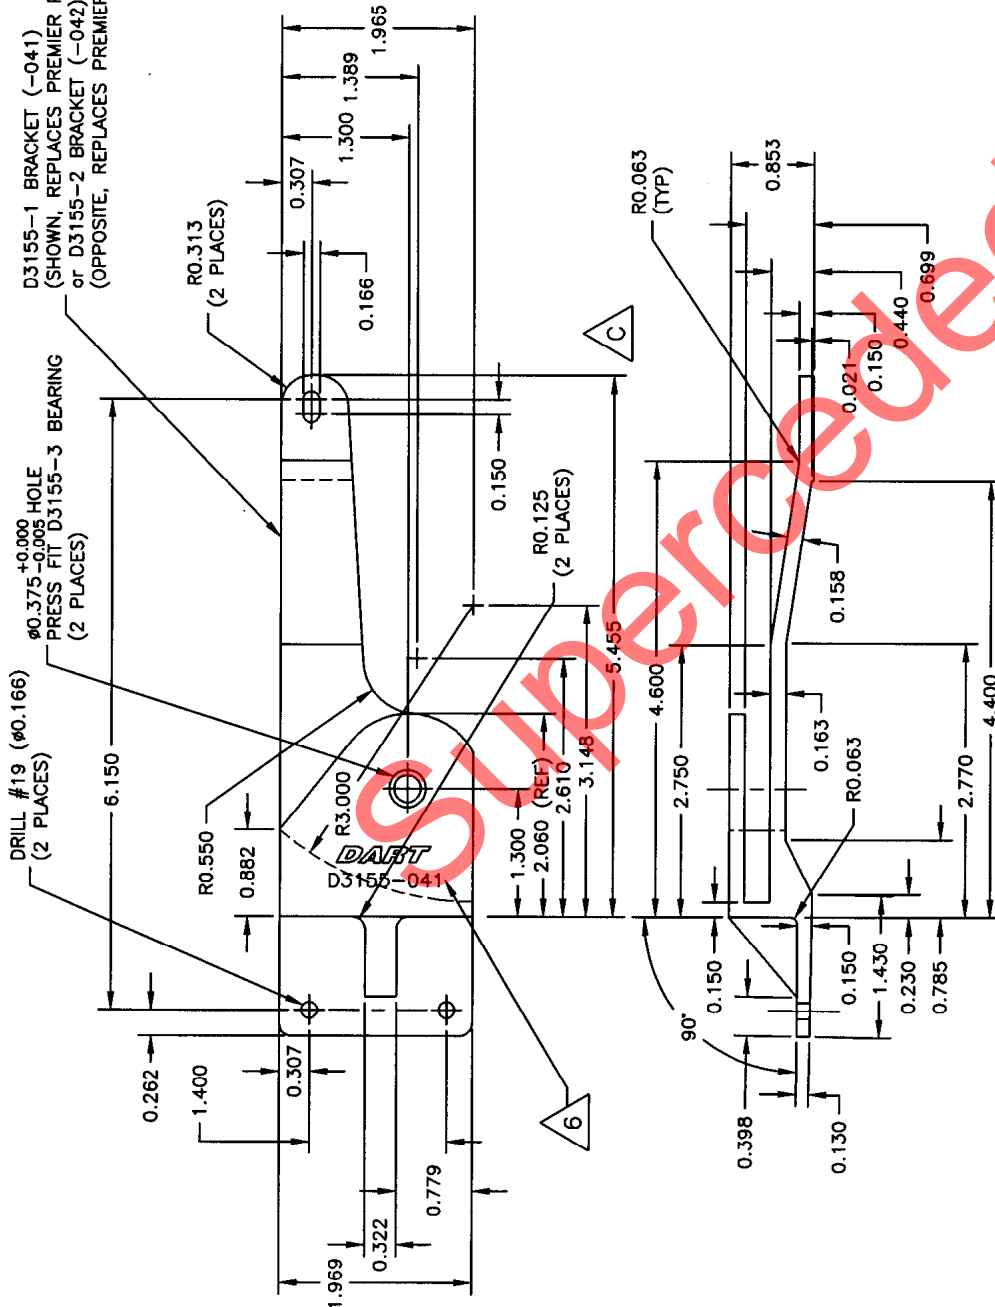 D3155-1 BRACKET (-041)
(SHOWN, REPLACES PREMIER
or D3155-2 BRACKET (-042)
(OPPOSITE, REPLACES PREMIER
Ø0.375 +0.000 -0.005 HOLE
PRESS FIT D3155-3 BEARING
(2 PLACES)
DRILL #19 (Ø0.166)
(2 PLACES)
6.150
0.262
1.400
0.307
R0.550
0.882
R3.000
DART
D3155-041
R0.313
(2 PLACES)
0.166
0.307
1.300
1.389
1.965
0.150
R0.125
(2 PLACES)
C
5.455
3.148
2.610
2.060 (REF)
1.300
6
0.779
0.322
1.969
R0.063
(TYP)
0.853
0.699
0.440
0.150
0.021
0.158
4.600
2.750
0.163
R0.063
4.400
2.770
0.785
0.230
1.430
0.150
0.150
90°
0.398
0.130
Supercede